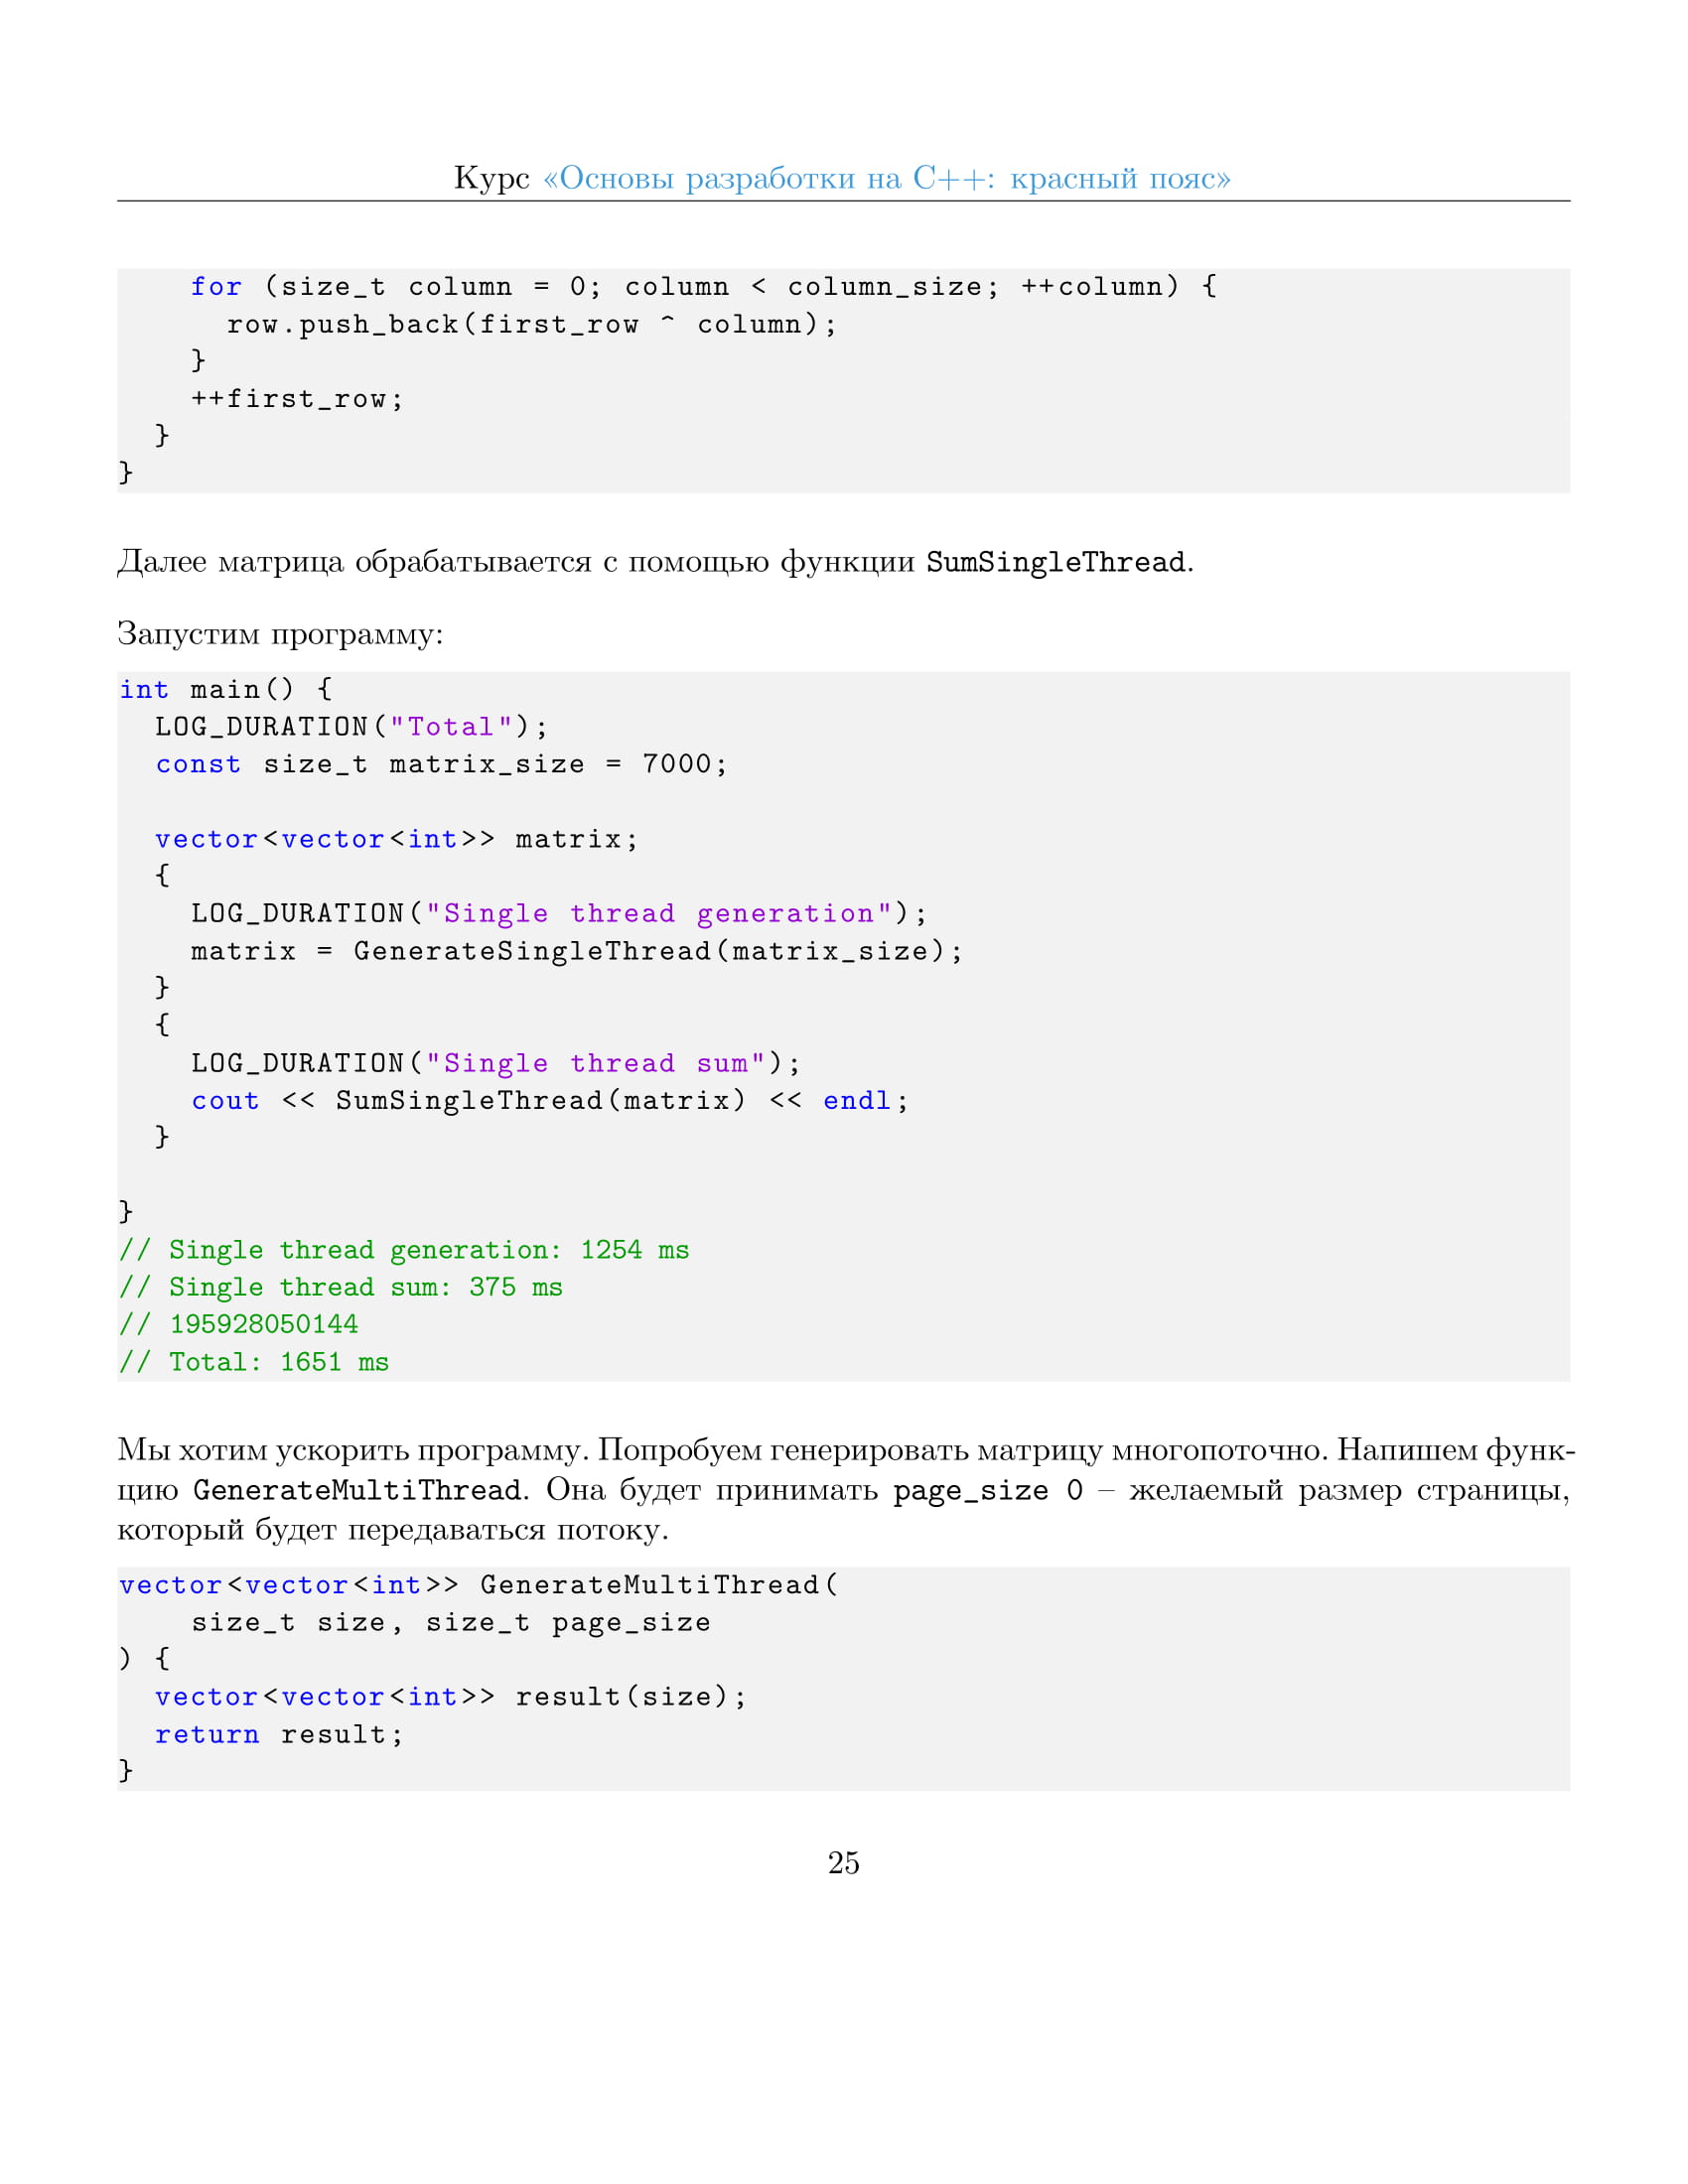 Курс «Основы разработки на C++: красный пояс»
    for (size_t column = 0; column < column_size; ++column) {
      row.push_back(first_row ^ column);
    }
    ++first_row;
  }
}
Далее матрица обрабатывается с помощью функции SumSingleThread.
Запустим программу:
int main() {
  LOG_DURATION("Total");
  const size_t matrix_size = 7000;

  vector<vector<int>> matrix;
  {
    LOG_DURATION("Single thread generation");
    matrix = GenerateSingleThread(matrix_size);
  }
  {
    LOG_DURATION("Single thread sum");
    cout << SumSingleThread(matrix) << endl;
  }

}
// Single thread generation: 1254 ms
// Single thread sum: 375 ms
// 195928050144
// Total: 1651 ms
Мы хотим ускорить программу. Попробуем генерировать матрицу многопоточно. Напишем функ-
цию GenerateMultiThread. Она будет принимать page_size 0 – желаемый размер страницы,
который будет передаваться потоку.
vector<vector<int>> GenerateMultiThread(
    size_t size, size_t page_size
) {
  vector<vector<int>> result(size);
  return result;
}
25